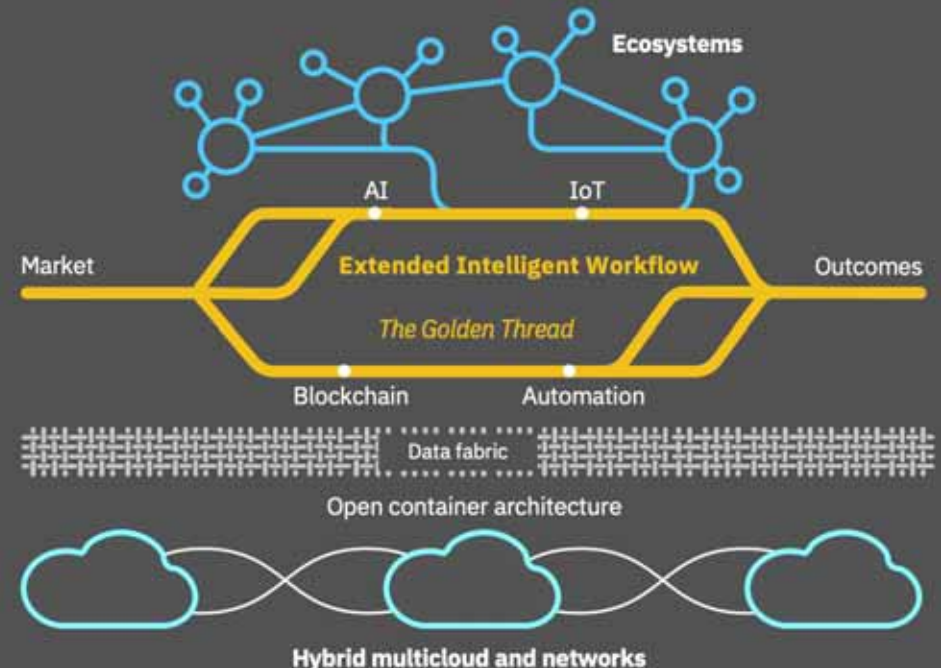 Ecosystems
AI
IoT
Market
Extended Intelligent Workflow
Outcomes
The Golden Thread
Blockchain
Automation
Data fabric
Open container architecture
Hybrid multicloud and networks